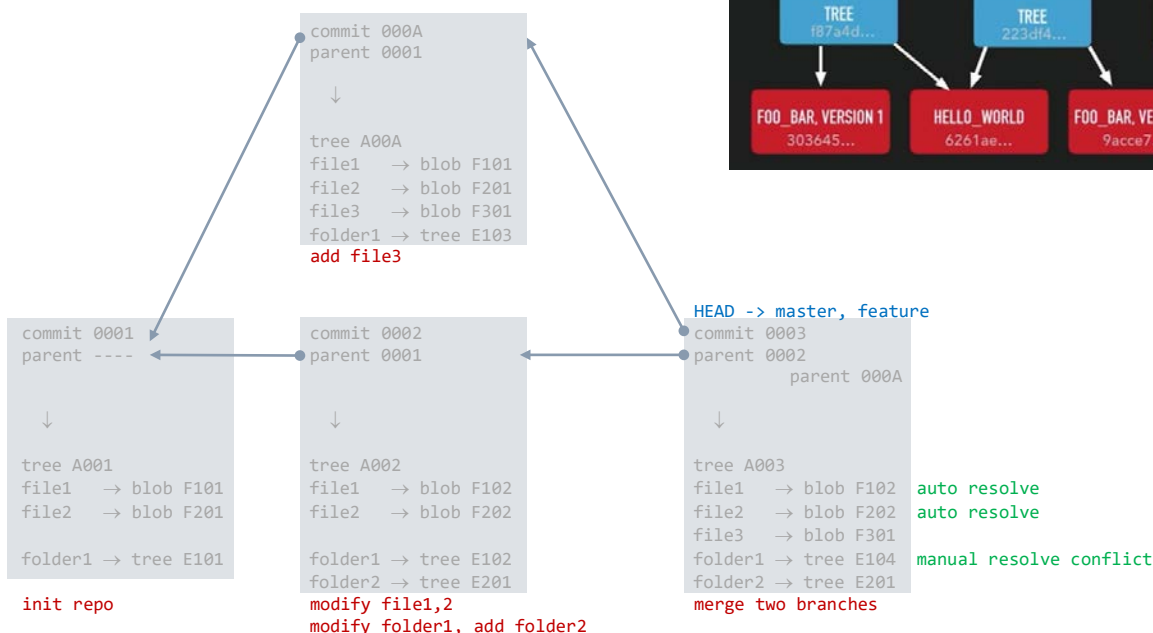 commit 000A
parent 0001
↓
tree A00A
file1 → blob F101
file2 → blob F201
file3 → blob F301
folder1 → tree E103
add file3
TREE
f87a4d...
TREE
223df4...
FOO_BAR, VERSION 1
303645...
HELLO_WORLD
6261ae...
FOO_BAR, VE
9acce7
commit 0001
parent ----
↓
tree A001
file1 → blob F101
file2 → blob F201
folder1 → tree E101
init repo
commit 0002
parent 0001
↓
tree A002
file1 → blob F102
file2 → blob F202
folder1 → tree E102
folder2 → tree E201
modify file1,2
modify folder1, add folder2
HEAD -> master, feature
commit 0003
parent 0002
parent 000A
↓
tree A003
file1 → blob F102 auto resolve
file2 → blob F202 auto resolve
file3 → blob F301
folder1 → tree E104 manual resolve conflict
folder2 → tree E201
merge two branches